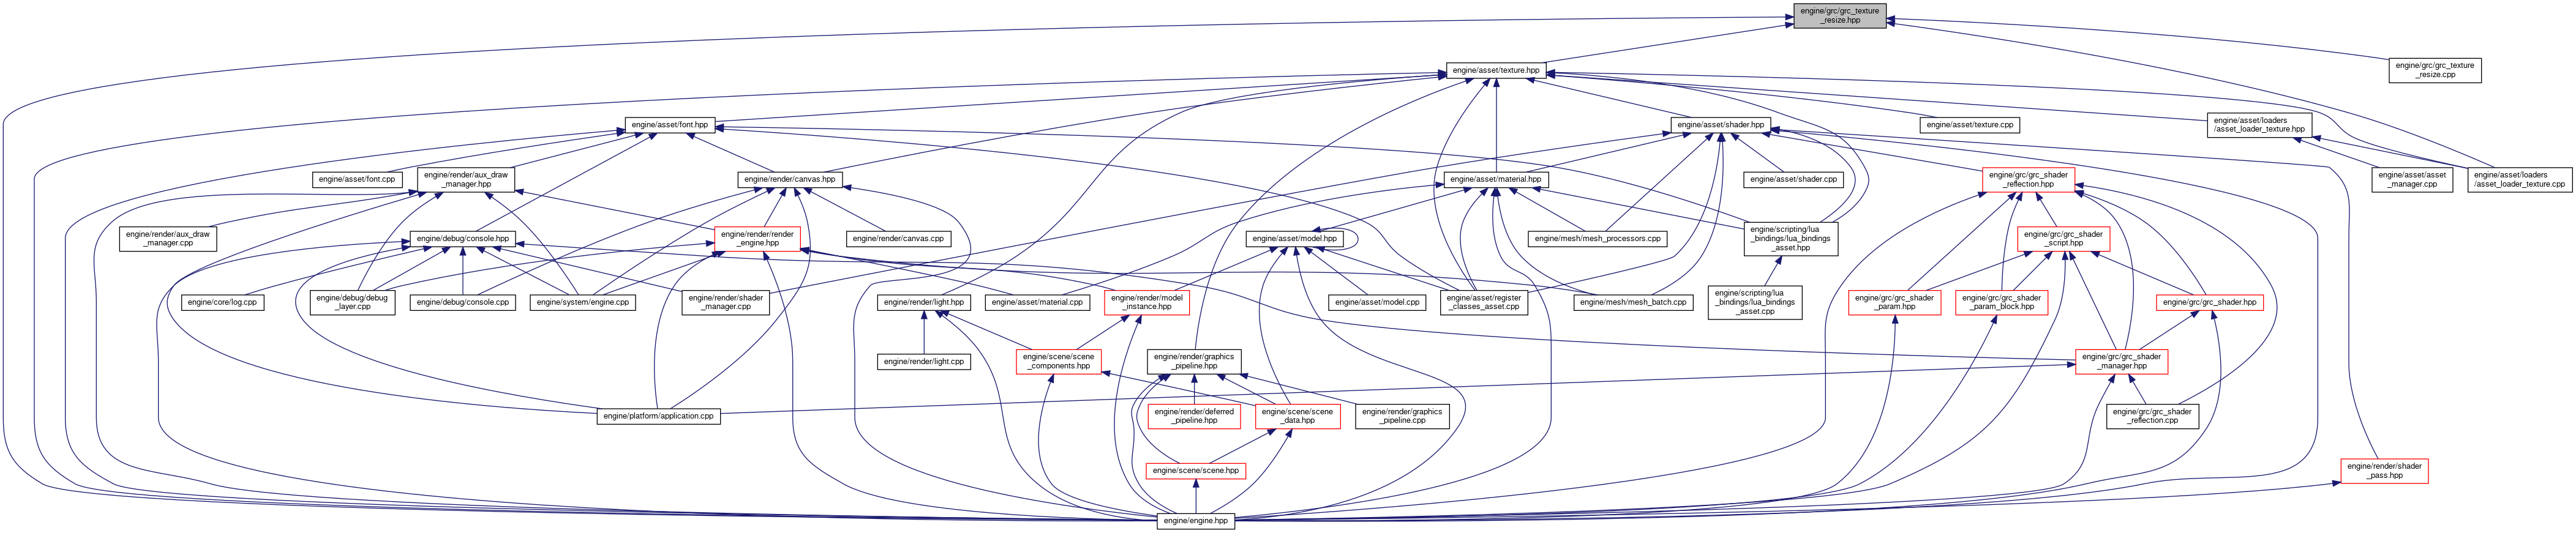 engine/grc/grc_texture
_resize.hpp
engine/asset/texture.hpp
engine/grc/grc_texture
_resize.cpp
engine/asset/font.hpp
engine/asset/shader.hpp
engine/asset/texture.cpp
engine/asset/loaders
/asset_loader_texture.hpp
engine/asset/font.cpp
engine/render/aux_draw
_manager.hpp
engine/render/canvas.hpp
engine/asset/material.hpp
engine/asset/shader.cpp
engine/grc/grc_shader
_reflection.hpp
engine/asset/asset
_manager.cpp
engine/asset/loaders
/asset_loader_texture.cpp
engine/render/aux_draw
_manager.cpp
engine/debug/console.hpp
engine/render/render
_engine.hpp
engine/render/canvas.cpp
engine/asset/model.hpp
engine/mesh/mesh_processors.cpp
engine/scripting/lua
_bindings/lua_bindings
_asset.hpp
engine/grc/grc_shader
_script.hpp
engine/core/log.cpp
engine/debug/debug
_layer.cpp
engine/debug/console.cpp
engine/system/engine.cpp
engine/render/shader
_manager.cpp
engine/render/light.hpp
engine/asset/material.cpp
engine/render/model
_instance.hpp
engine/asset/model.cpp
engine/asset/register
_classes_asset.cpp
engine/mesh/mesh_batch.cpp
engine/scripting/lua
_bindings/lua_bindings
_asset.cpp
engine/grc/grc_shader
_param.hpp
engine/grc/grc_shader
_param_block.hpp
engine/grc/grc_shader.hpp
engine/render/light.cpp
engine/scene/scene
_components.hpp
engine/render/graphics
_pipeline.hpp
engine/grc/grc_shader
_manager.hpp
engine/platform/application.cpp
engine/render/deferred
_pipeline.hpp
engine/scene/scene
_data.hpp
engine/render/graphics
_pipeline.cpp
engine/grc/grc_shader
_reflection.cpp
engine/scene/scene.hpp
engine/render/shader
_pass.hpp
engine/engine.hpp